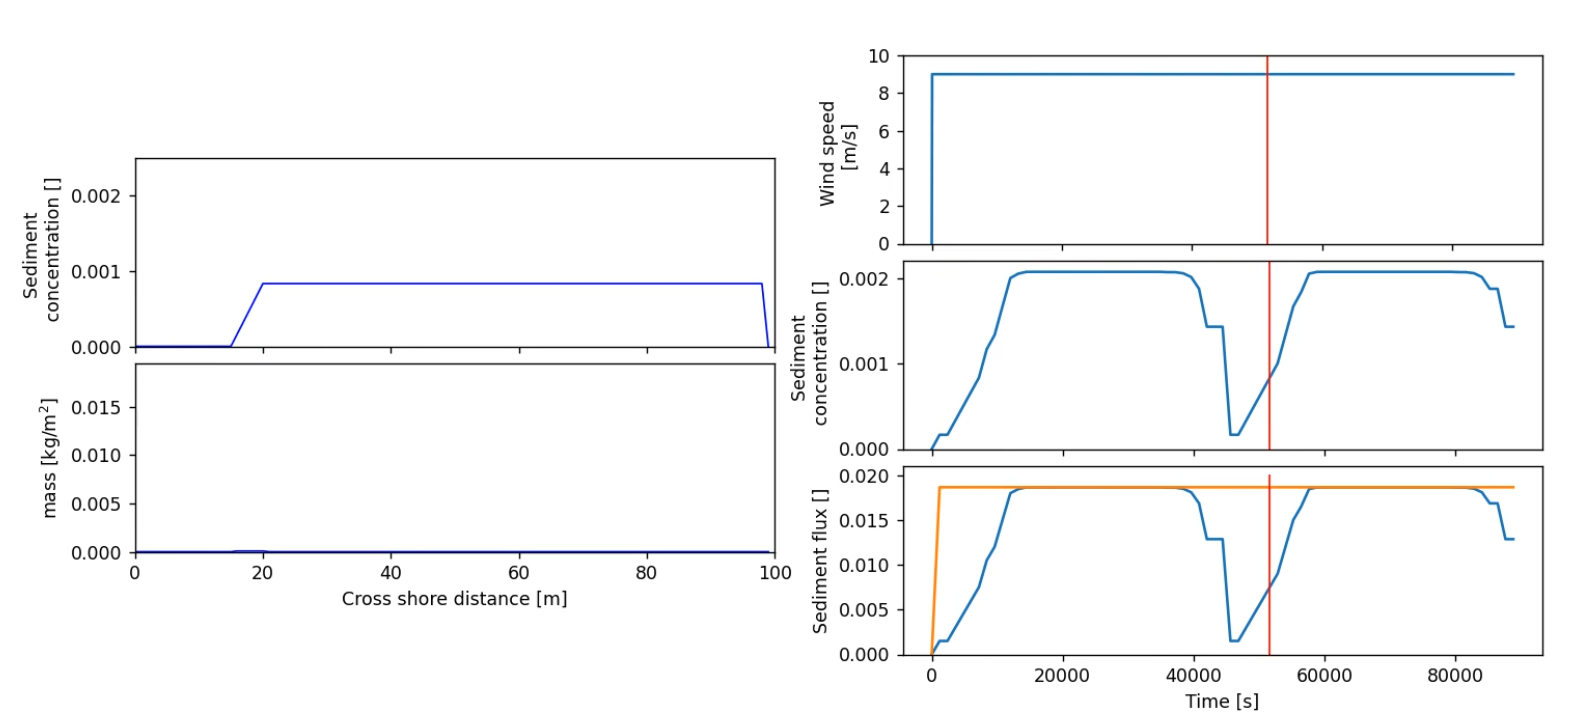 Sediment
concentration []
0.002
0.001
0.000
mass [kg/m²]
0.015
0.010
0.005
0.000
0 20 40 60 80 100
Cross shore distance [m]
Wind speed
[m/s]
10
8
6
4
2
0
Sediment
concentration []
0.002
0.001
0.000
Sediment flux []
0.020
0.015
0.010
0.005
0.000
0 20000 40000 60000 80000
Time [s]